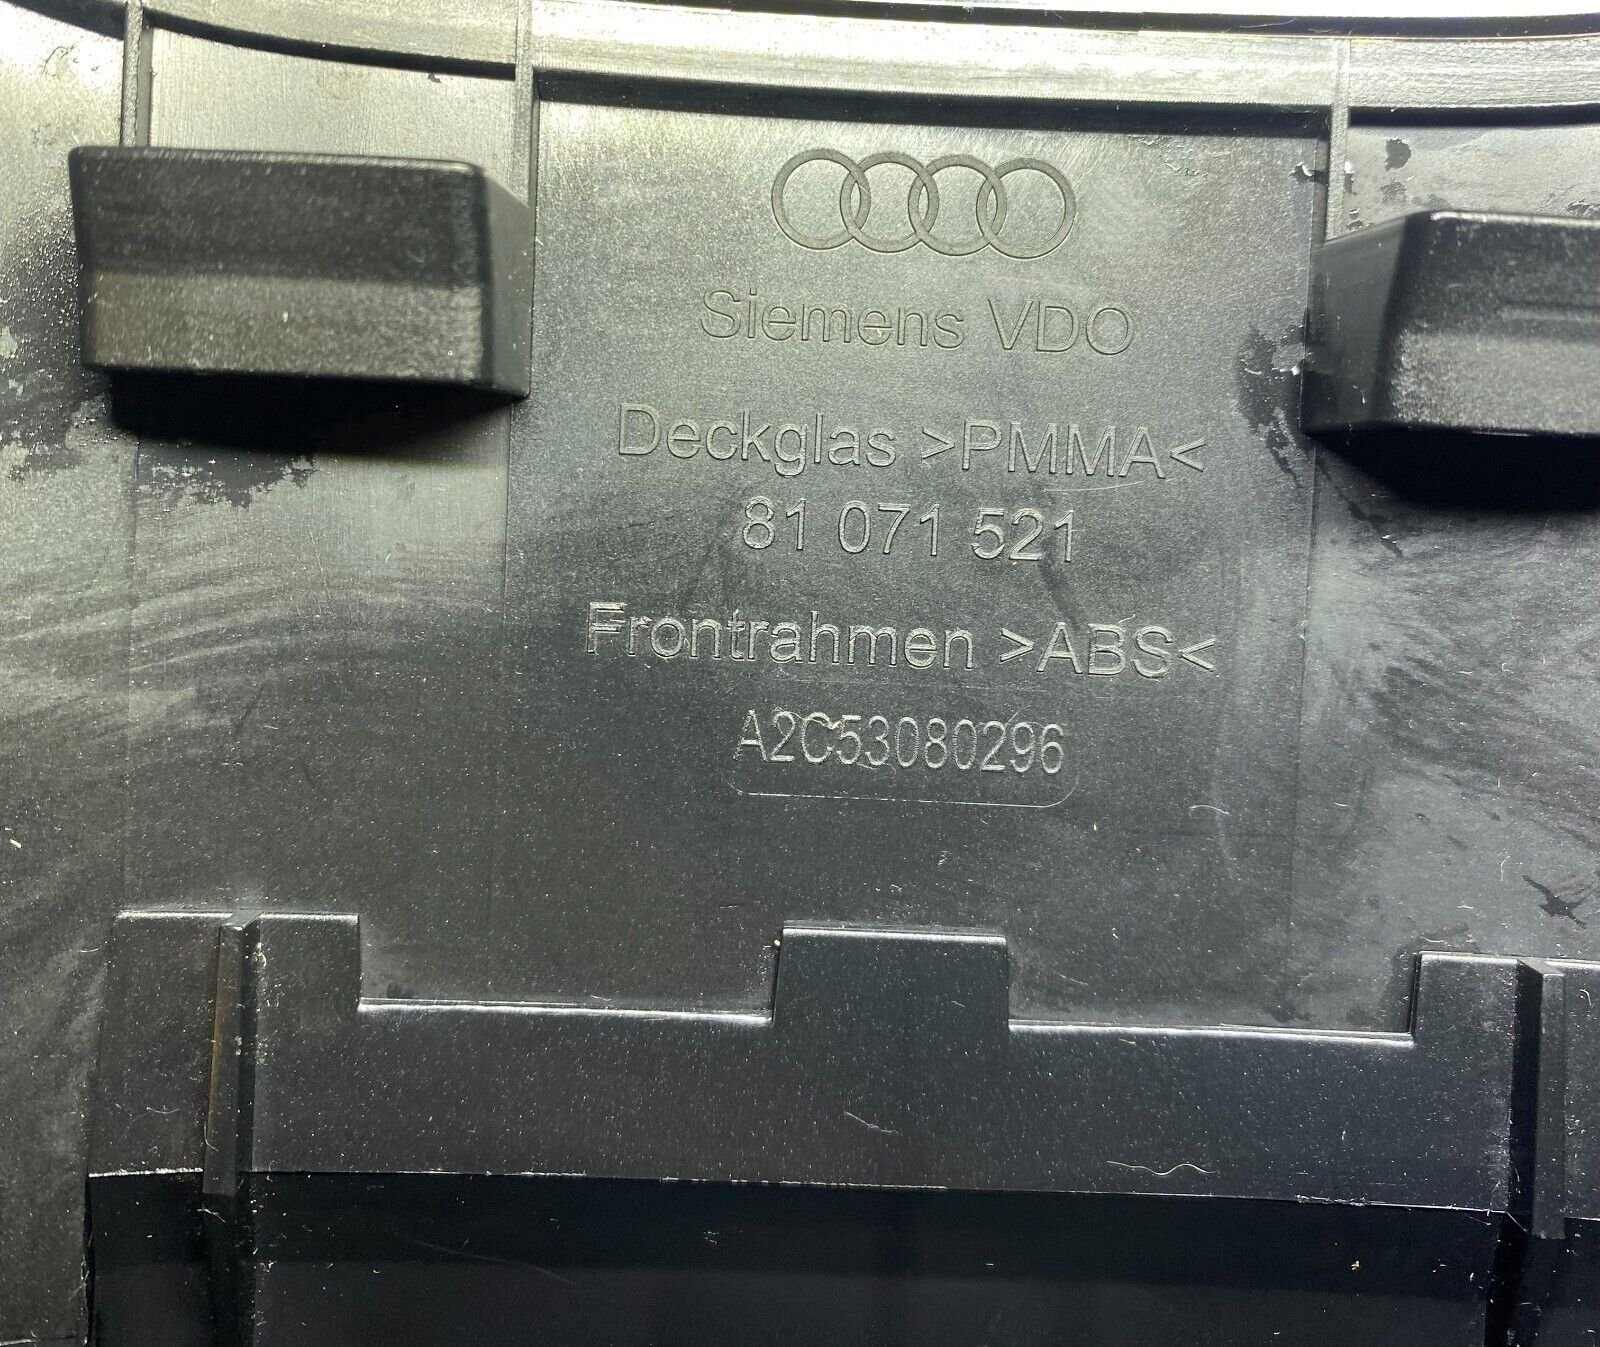 Siemens VDO
Deckglas >PMMA<
81 071 521
Frontrahmen >ABS<
A2C53080296